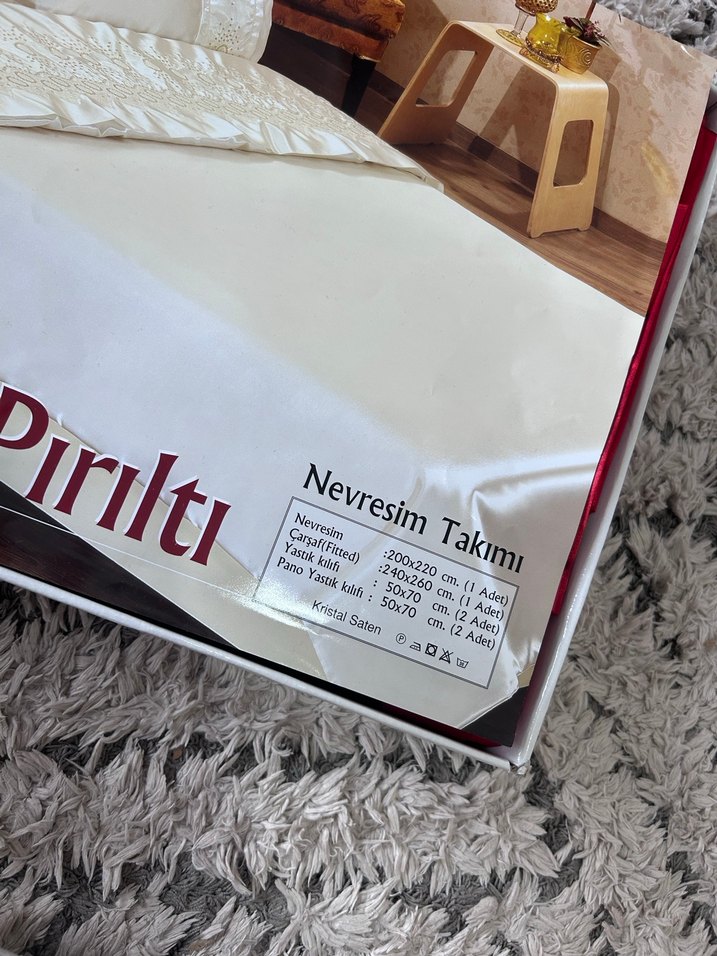 Pırıltı
Nevresim Takımı
Nevresim :200x220 cm. (1 Adet)
Çarşaf(Fitted) :240x260 cm. (1 Adet)
Yastık kılıfı : 50x70 cm. (2 Adet)
Pano Yastık kılıfı : 50x70 cm. (2 Adet)
Kristal Saten